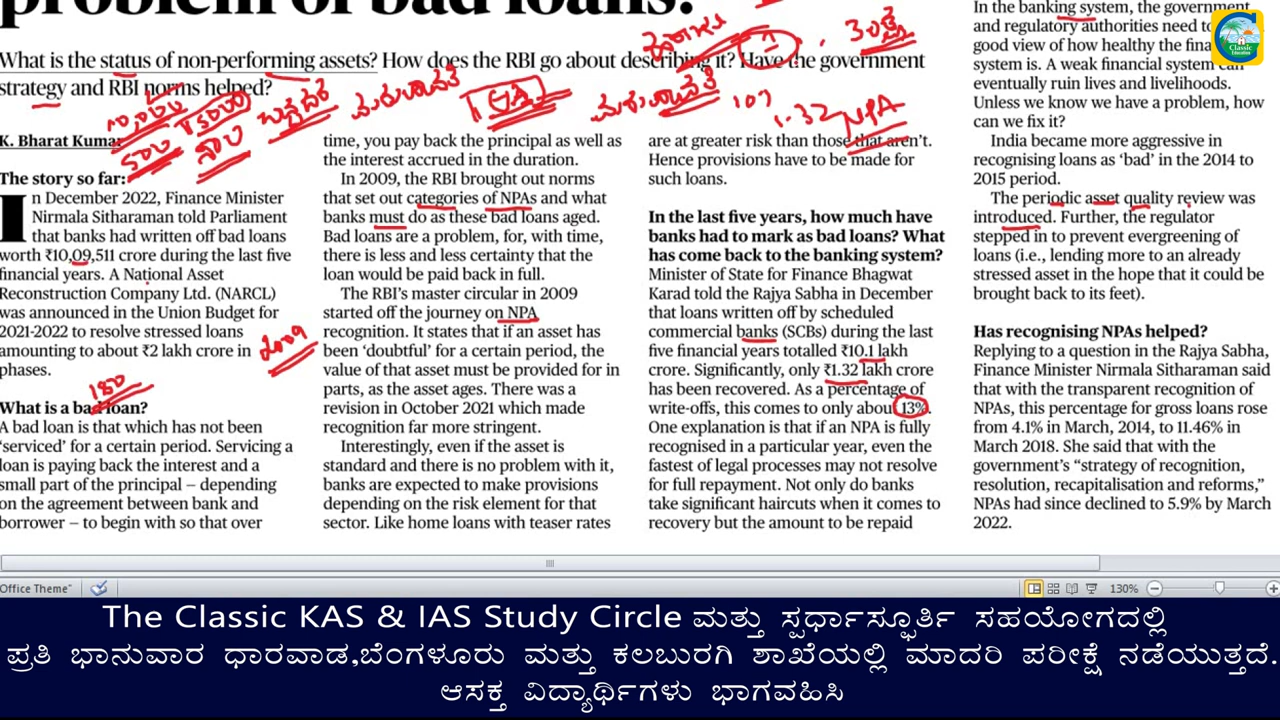 problem of bad loans?
What is the status of non-performing assets? How does the RBI go about describing it? Have the government
strategy and RBI norms helped?
K. Bharat Kumar
The story so far:
In December 2022, Finance Minister
Nirmala Sitharaman told Parliament
that banks had written off bad loans
worth ₹10,09,511 crore during the last five
financial years. A National Asset
Reconstruction Company Ltd. (NARCL)
was announced in the Union Budget for
2021-2022 to resolve stressed loans
amounting to about ₹2 lakh crore in
phases.
What is a bad loan?
A bad loan is that which has not been
‘serviced’ for a certain period. Servicing a
loan is paying back the interest and a
small part of the principal — depending
on the agreement between bank and
borrower — to begin with so that over
time, you pay back the principal as well as
the interest accrued in the duration.
In 2009, the RBI brought out norms
that set out categories of NPAs and what
banks must do as these bad loans aged.
Bad loans are a problem, for, with time,
there is less and less certainty that the
loan would be paid back in full.
The RBI’s master circular in 2009
started off the journey on NPA
recognition. It states that if an asset has
been ‘doubtful’ for a certain period, the
value of that asset must be provided for in
parts, as the asset ages. There was a
revision in October 2021 which made
recognition far more stringent.
Interestingly, even if the asset is
standard and there is no problem with it,
banks are expected to make provisions
depending on the risk element for that
sector. Like home loans with teaser rates
are at greater risk than those that aren’t.
Hence provisions have to be made for
such loans.
In the last five years, how much have
banks had to mark as bad loans? What
has come back to the banking system?
Minister of State for Finance Bhagwat
Karad told the Rajya Sabha in December
that loans written off by scheduled
commercial banks (SCBs) during the last
five financial years totalled ₹10.1 lakh
crore. Significantly, only ₹1.32 lakh crore
has been recovered. As a percentage of
write-offs, this comes to only about 13%.
One explanation is that if an NPA is fully
recognised in a particular year, even the
fastest of legal processes may not resolve
for full repayment. Not only do banks
take significant haircuts when it comes to
recovery but the amount to be repaid
In the banking system, the government
and regulatory authorities need to
good view of how healthy the
system is. A weak financial system can
eventually ruin lives and livelihoods.
Unless we know we have a problem, how
can we fix it?
India became more aggressive in
recognising loans as ‘bad’ in the 2014 to
2015 period.
The periodic asset quality review was
introduced. Further, the regulator
stepped in to prevent evergreening of
loans (i.e., lending more to an already
stressed asset in the hope that it could be
brought back to its feet).
Has recognising NPAs helped?
Replying to a question in the Rajya Sabha,
Finance Minister Nirmala Sitharaman said
that with the transparent recognition of
NPAs, this percentage for gross loans rose
from 4.1% in March, 2014, to 11.46% in
March 2018. She said that with the
government’s “strategy of recognition,
resolution, recapitalisation and reforms,”
NPAs had since declined to 5.9% by March
2022.
10,000
500
2009
180
1.32 NPA
Classic
Education
Office Theme"
130%
The Classic KAS & IAS Study Circle ಮತ್ತು ಸ್ಪರ್ಧಾಸ್ಫೂರ್ತಿ ಸಹಯೋಗದಲ್ಲಿ
ಪ್ರತಿ ಭಾನುವಾರ ಧಾರವಾಡ,ಬೆಂಗಳೂರು ಮತ್ತು ಕಲಬುರಗಿ ಶಾಖೆಯಲ್ಲಿ ಮಾದರಿ ಪರೀಕ್ಷೆ ನಡೆಯುತ್ತದೆ.
ಆಸಕ್ತ ವಿದ್ಯಾರ್ಥಿಗಳು ಭಾಗವಹಿಸಿ